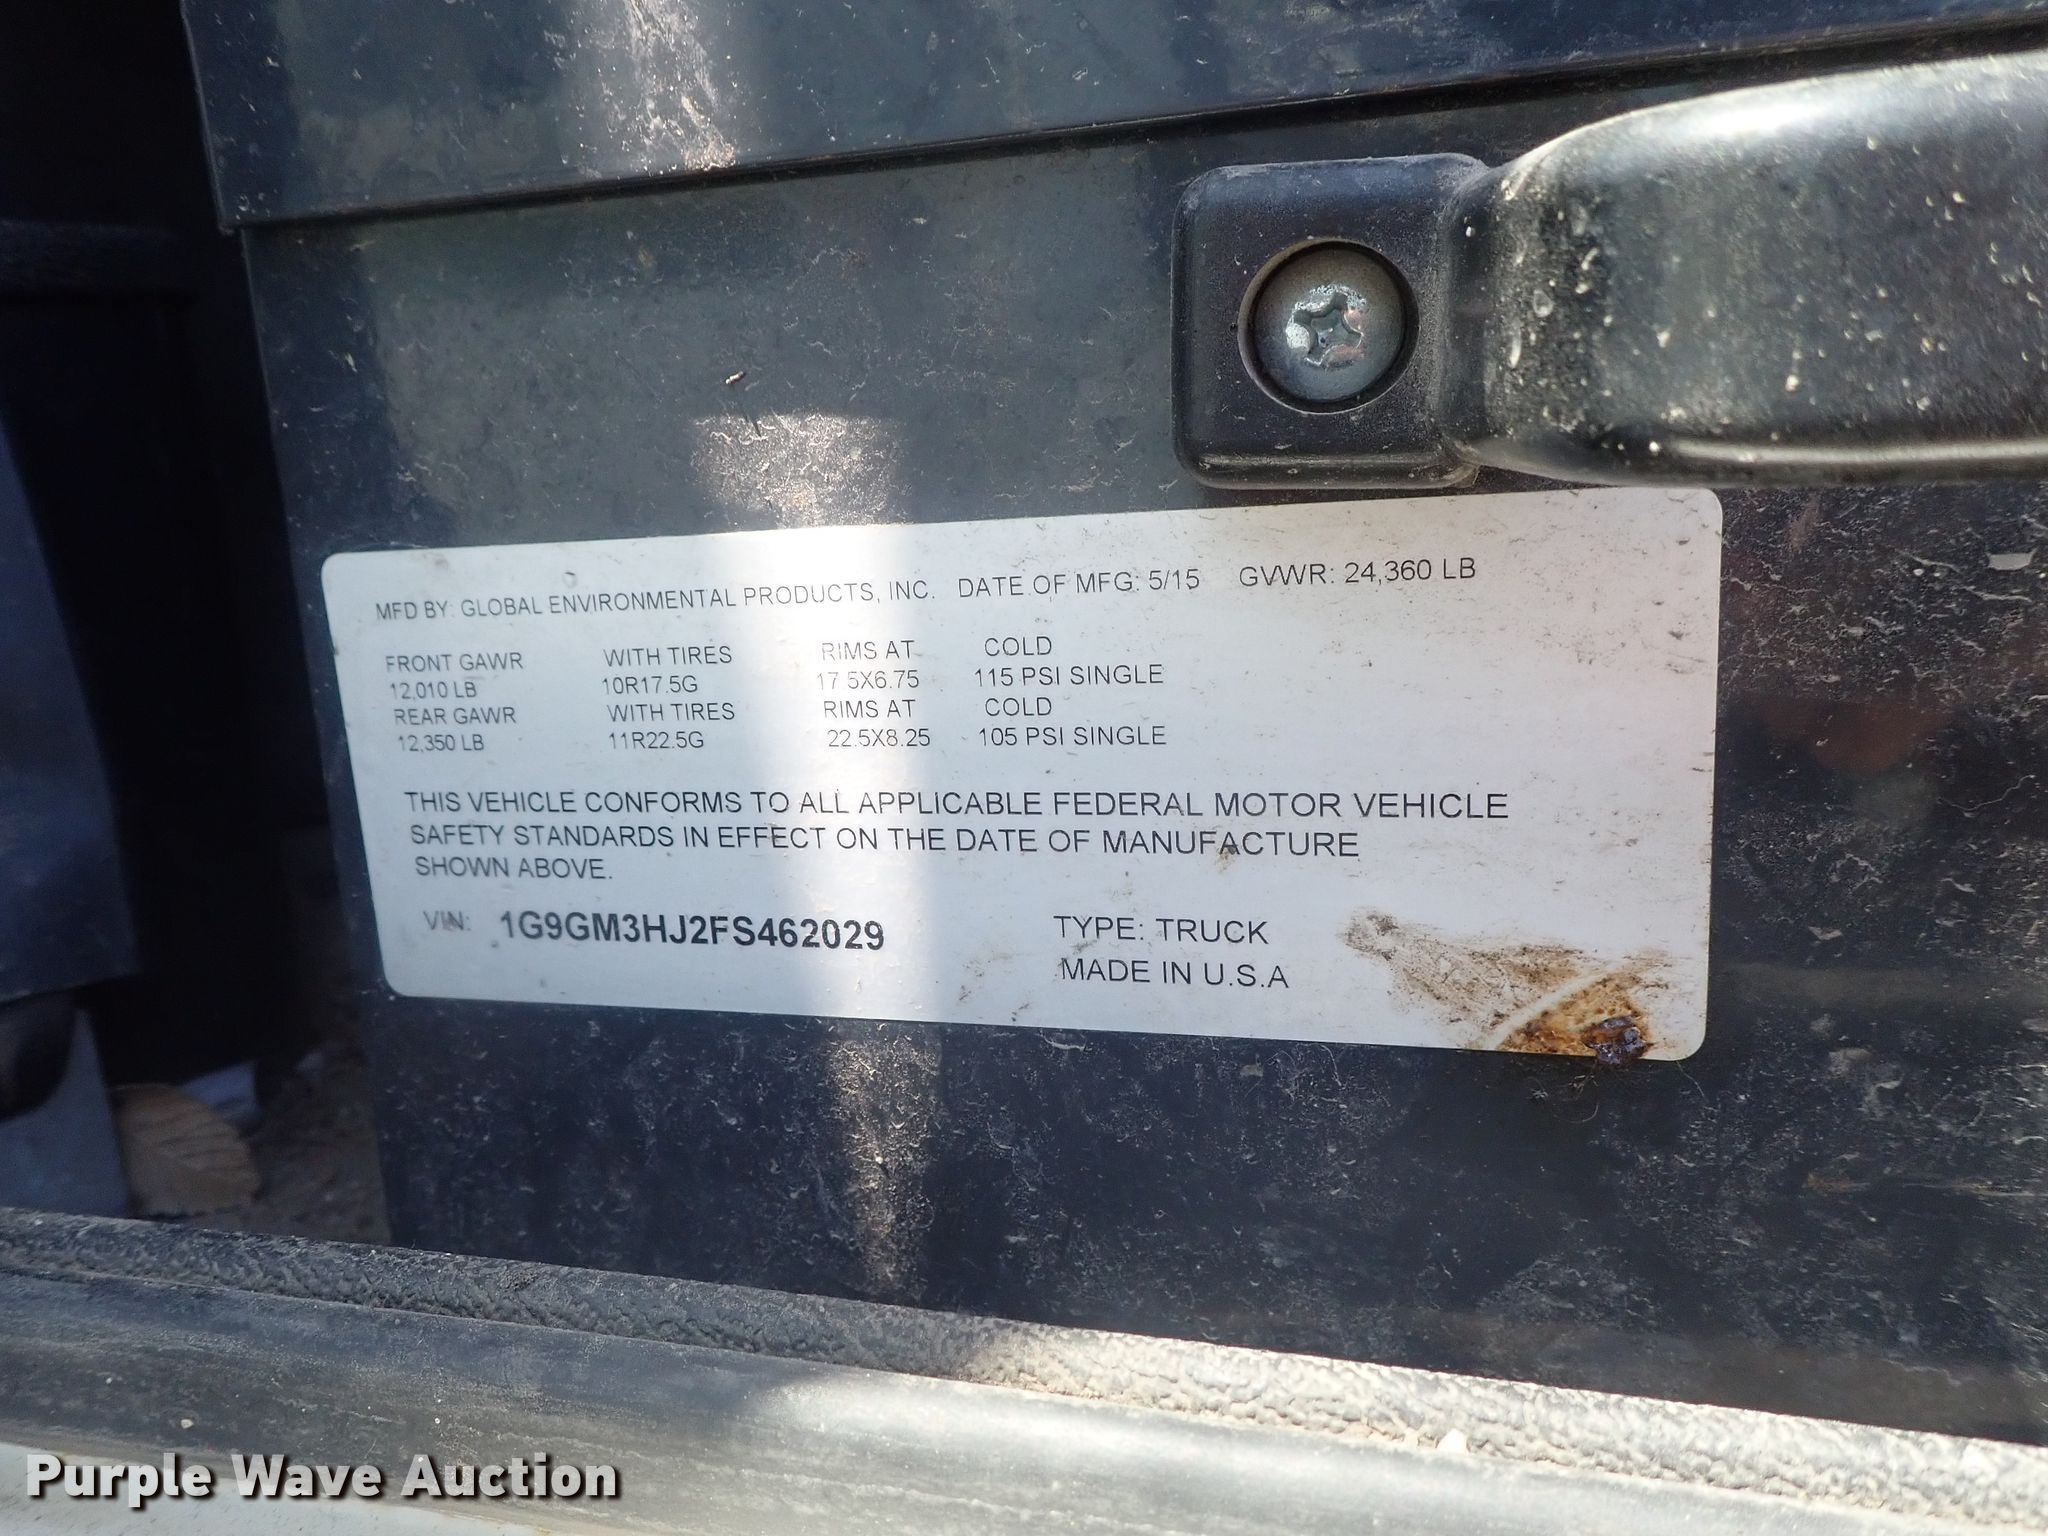 MFD BY: GLOBAL ENVIRONMENTAL PRODUCTS, INC. DATE OF MFG: 5/15 GVWR: 24,360 LB
FRONT GAWR WITH TIRES RIMS AT COLD
12,010 LB 10R17.5G 17.5X6.75 115 PSI SINGLE
REAR GAWR WITH TIRES RIMS AT COLD
12,350 LB 11R22.5G 22.5X8.25 105 PSI SINGLE
THIS VEHICLE CONFORMS TO ALL APPLICABLE FEDERAL MOTOR VEHICLE
SAFETY STANDARDS IN EFFECT ON THE DATE OF MANUFACTURE
SHOWN ABOVE.
VIN: 1G9GM3HJ2FS462029 TYPE: TRUCK
MADE IN U.S.A
Purple Wave Auction